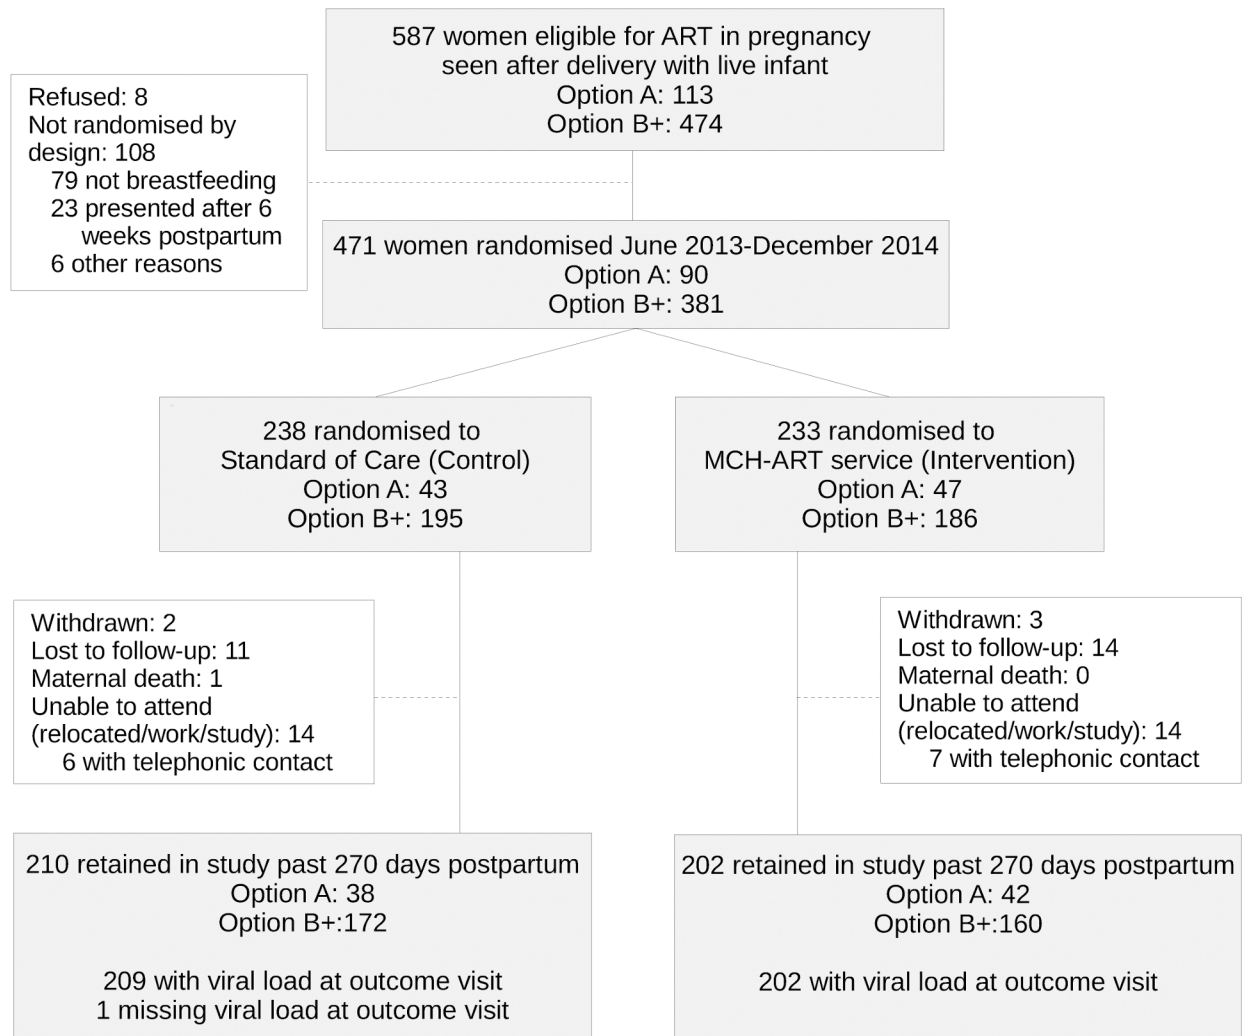 587 women eligible for ART in pregnancy
seen after delivery with live infant
Option A: 113
Option B+: 474
Refused: 8
Not randomised by
design: 108
79 not breastfeeding
23 presented after 6
weeks postpartum
6 other reasons
471 women randomised June 2013-December 2014
Option A: 90
Option B+: 381
238 randomised to
Standard of Care (Control)
Option A: 43
Option B+: 195
233 randomised to
MCH-ART service (Intervention)
Option A: 47
Option B+: 186
Withdrawn: 2
Lost to follow-up: 11
Maternal death: 1
Unable to attend
(relocated/work/study): 14
6 with telephonic contact
Withdrawn: 3
Lost to follow-up: 14
Maternal death: 0
Unable to attend
(relocated/work/study): 14
7 with telephonic contact
210 retained in study past 270 days postpartum
Option A: 38
Option B+:172
209 with viral load at outcome visit
1 missing viral load at outcome visit
202 retained in study past 270 days postpartum
Option A: 42
Option B+:160
202 with viral load at outcome visit